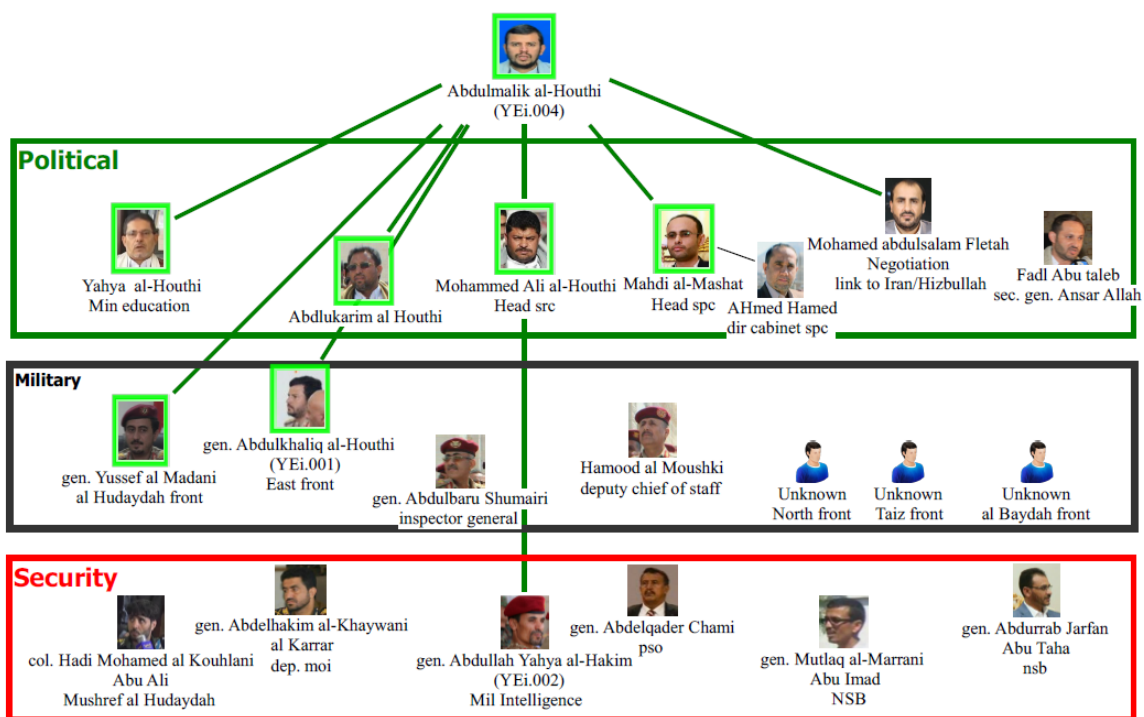 Abdulmalik al-Houthi
(YEi.004)
Political
Yahya al-Houthi
Min education
Abdlukarim al Houthi
Mohammed Ali al-Houthi
Head src
Mahdi al-Mashat
Head spc
AHmed Hamed
dir cabinet spc
Mohamed abdulsalam Fletah
Negotiation
link to Iran/Hizbullah
Fadl Abu taleb
sec. gen. Ansar Allah
Military
gen. Yussef al Madani
al Hudaydah front
gen. Abdulkhaliq al-Houthi
(YEi.001)
East front
gen. Abdulbaru Shumairi
inspector general
Hamood al Moushki
deputy chief of staff
Unknown
North front
Unknown
Taiz front
Unknown
al Baydah front
Security
col. Hadi Mohamed al Kouhlani
Abu Ali
Mushref al Hudaydah
gen. Abdelhakim al-Khaywani
al Karrar
dep. moi
gen. Abdullah Yahya al-Hakim
(YEi.002)
Mil Intelligence
gen. Abdelqader Chami
pso
gen. Mutlaq al-Marrani
Abu Imad
NSB
gen. Abdurrab Jarfan
Abu Taha
nsb